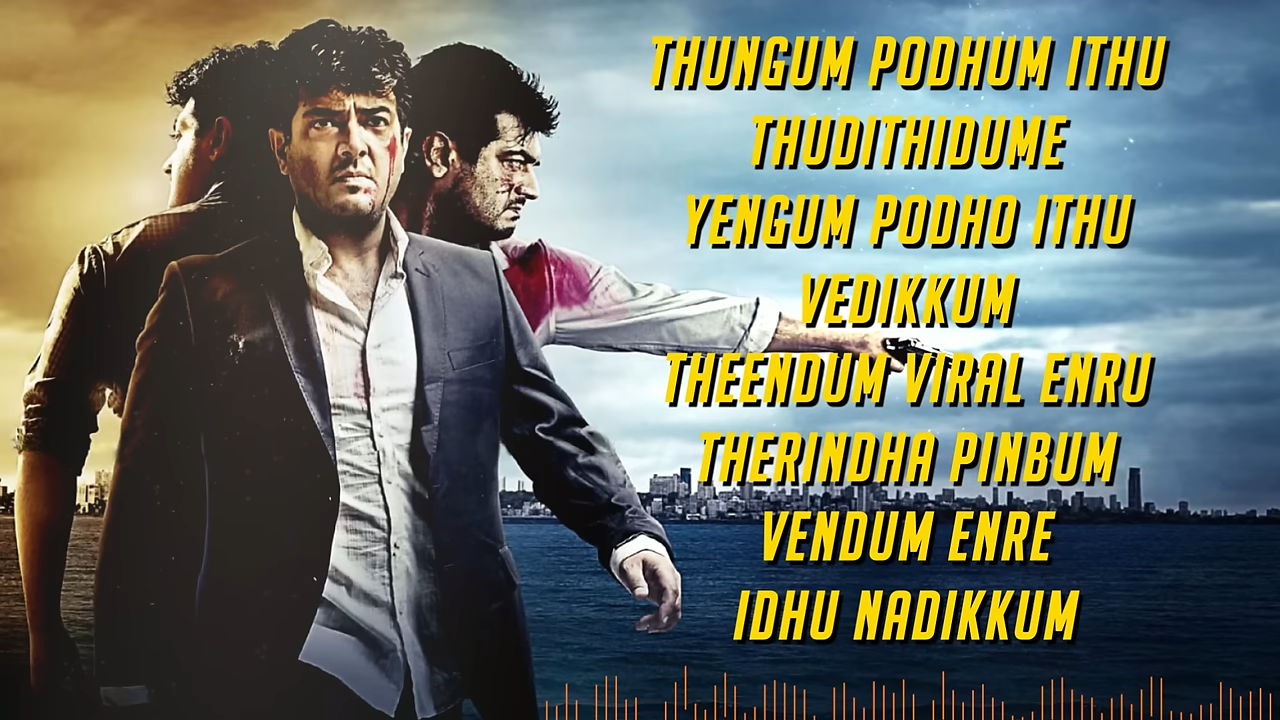 THUNGUM PODHUM ITHU
THUDITHIDUME
YENGUM PODHO ITHU
VEDIKKUM
THEENDUM VIRAL ENRU
THERINDHA PINBUM
VENDUM ENRE
IDHU NADIKKUM